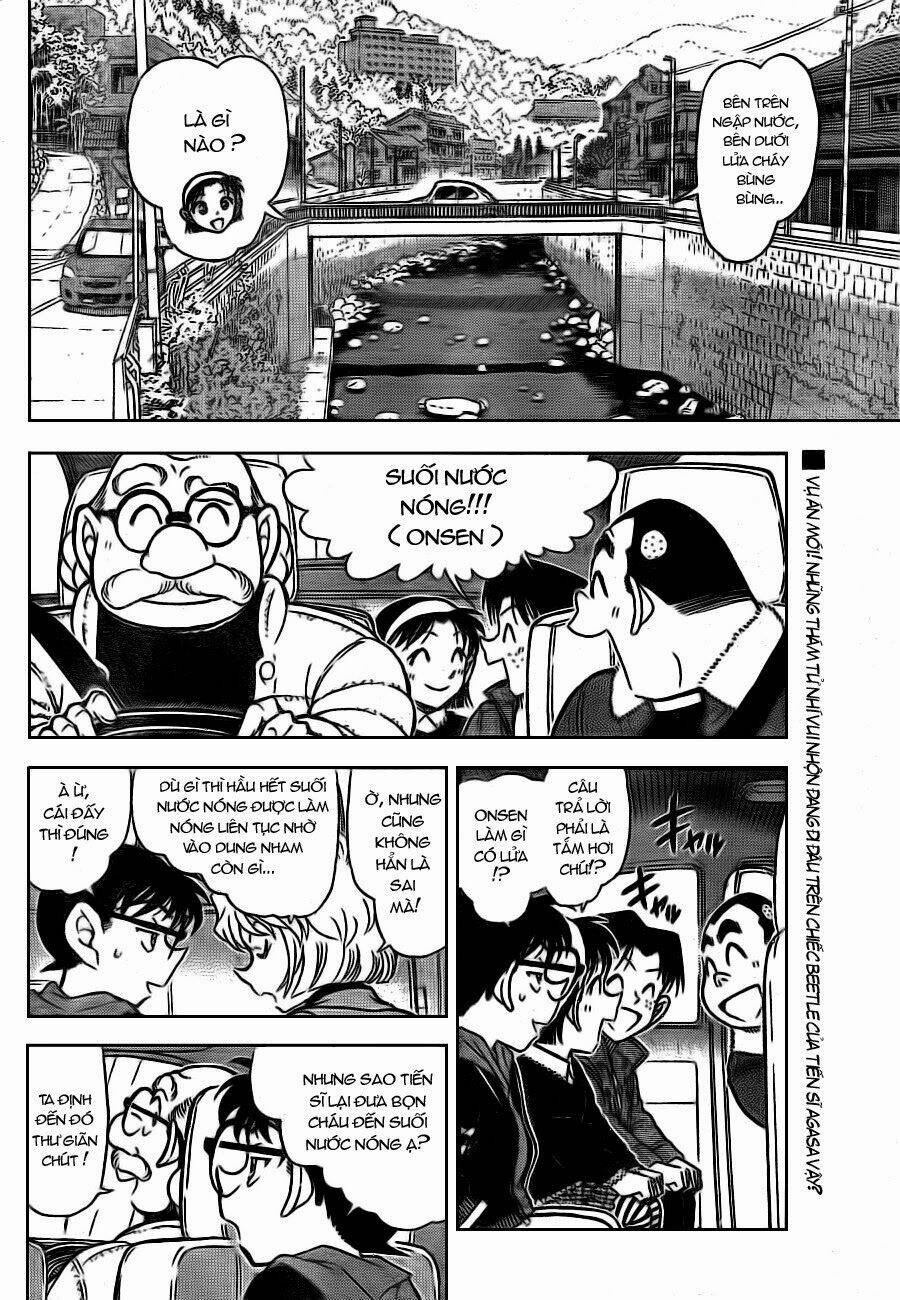 BÊN TRÊN
NGẬP NƯỚC,
BÊN DƯỚI
LỬA CHÁY
BÙNG
BÙNG..
LÀ GÌ
NÀO ?
SUỐI NƯỚC
NÓNG!!!
( ONSEN )
■ VỤ ÁN MỚI! NHỮNG THÁM TỬ NHÍ VUI NHỘN ĐANG ĐI ĐÂU TRÊN CHIẾC BEETLE CỦA TIẾN SĨ AGASA VẬY?
CÂU
TRẢ LỜI
PHẢI LÀ
TẮM HƠI
CHỨ!?
ONSEN
LÀM GÌ
CÓ LỬA
!?
Ờ, NHƯNG
CŨNG
KHÔNG
HẲN LÀ
SAI
MÀ!
DÙ GÌ THÌ HẦU HẾT SUỐI
NƯỚC NÓNG ĐƯỢC LÀM
NÓNG LIÊN TỤC NHỜ
VÀO DUNG NHAM
CÒN GÌ...
À Ừ,
CÁI ĐẤY
THÌ ĐÚNG
!
NHƯNG SAO TIẾN
SĨ LẠI ĐƯA BỌN
CHÁU ĐẾN SUỐI
NƯỚC NÓNG Ạ?
TA ĐỊNH
ĐẾN ĐÓ
THƯ GIÃN
CHÚT !